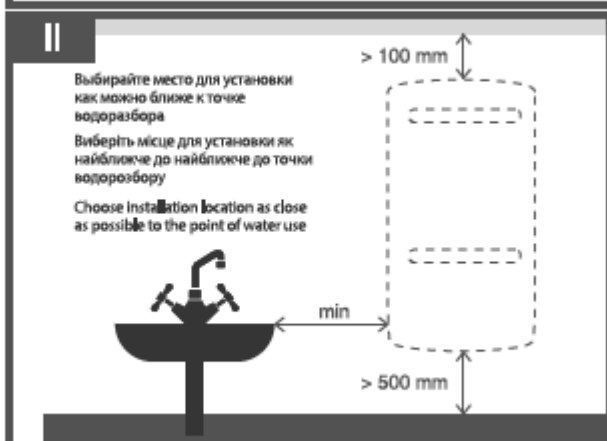 II
> 100 mm
Выбирайте место для установки
как можно ближе к точке
водоразбора
Виберіть місце для установки як
найближче до найближче до точки
водорозбору
Choose installation location as close
as possible to the point of water use
min
> 500 mm